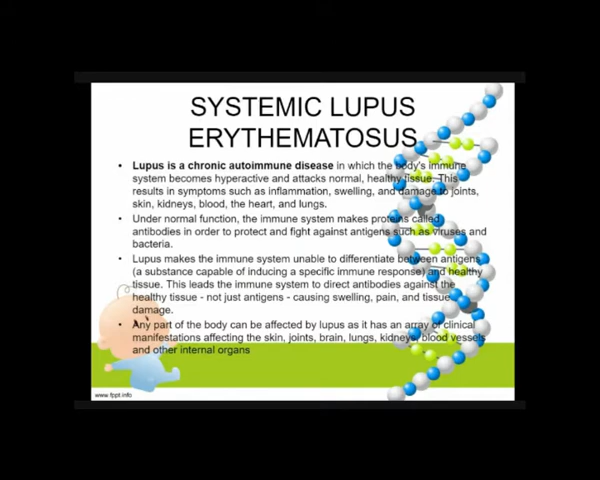 SYSTEMIC LUPUS
ERYTHEMATOSUS
• Lupus is a chronic autoimmune disease in which the body's immune
system becomes hyperactive and attacks normal, healthy tissue. This
results in symptoms such as inflammation, swelling, and damage to joints,
skin, kidneys, blood, the heart, and lungs.
• Under normal function, the immune system makes proteins called
antibodies in order to protect and fight against antigens such as viruses and
bacteria.
• Lupus makes the immune system unable to differentiate between antigens
(a substance capable of inducing a specific immune response) and healthy
tissue. This leads the immune system to direct antibodies against the
healthy tissue - not just antigens - causing swelling, pain, and tissue
damage.
• Any part of the body can be affected by lupus as it has an array of clinical
manifestations affecting the skin, joints, brain, lungs, kidneys, blood vessels
and other internal organs
www.fppt.info